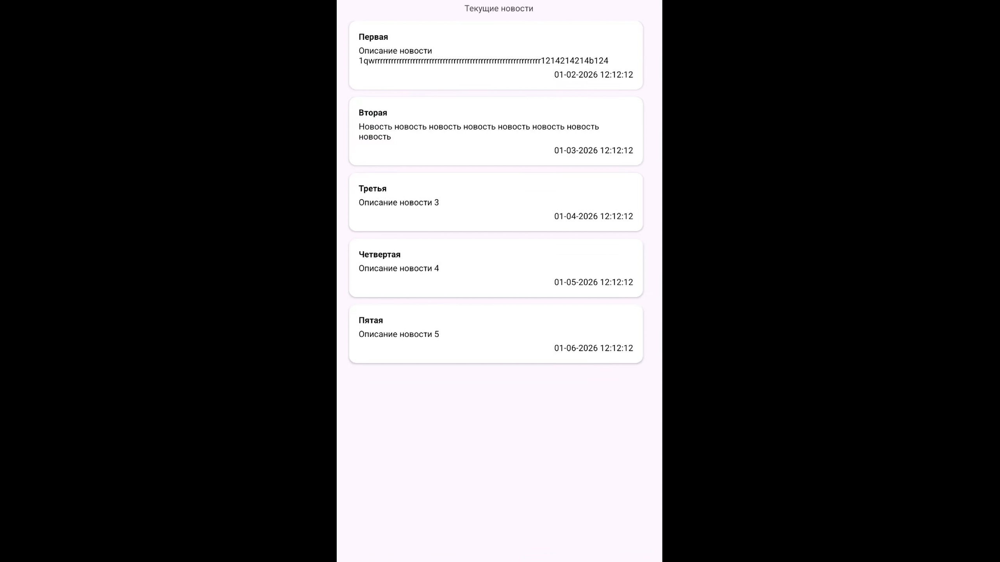 Текущие новости
Первая
Описание новости
1qwrrrrrrrrrrrrrrrrrrrrrrrrrrrrrrrrrrrrrrrrrrrrrrrrrrrrrrrrrrrrr1214214214b124
01-02-2026 12:12:12
Вторая
Новость новость новость новость новость новость новость
новость
01-03-2026 12:12:12
Третья
Описание новости 3
01-04-2026 12:12:12
Четвертая
Описание новости 4
01-05-2026 12:12:12
Пятая
Описание новости 5
01-06-2026 12:12:12